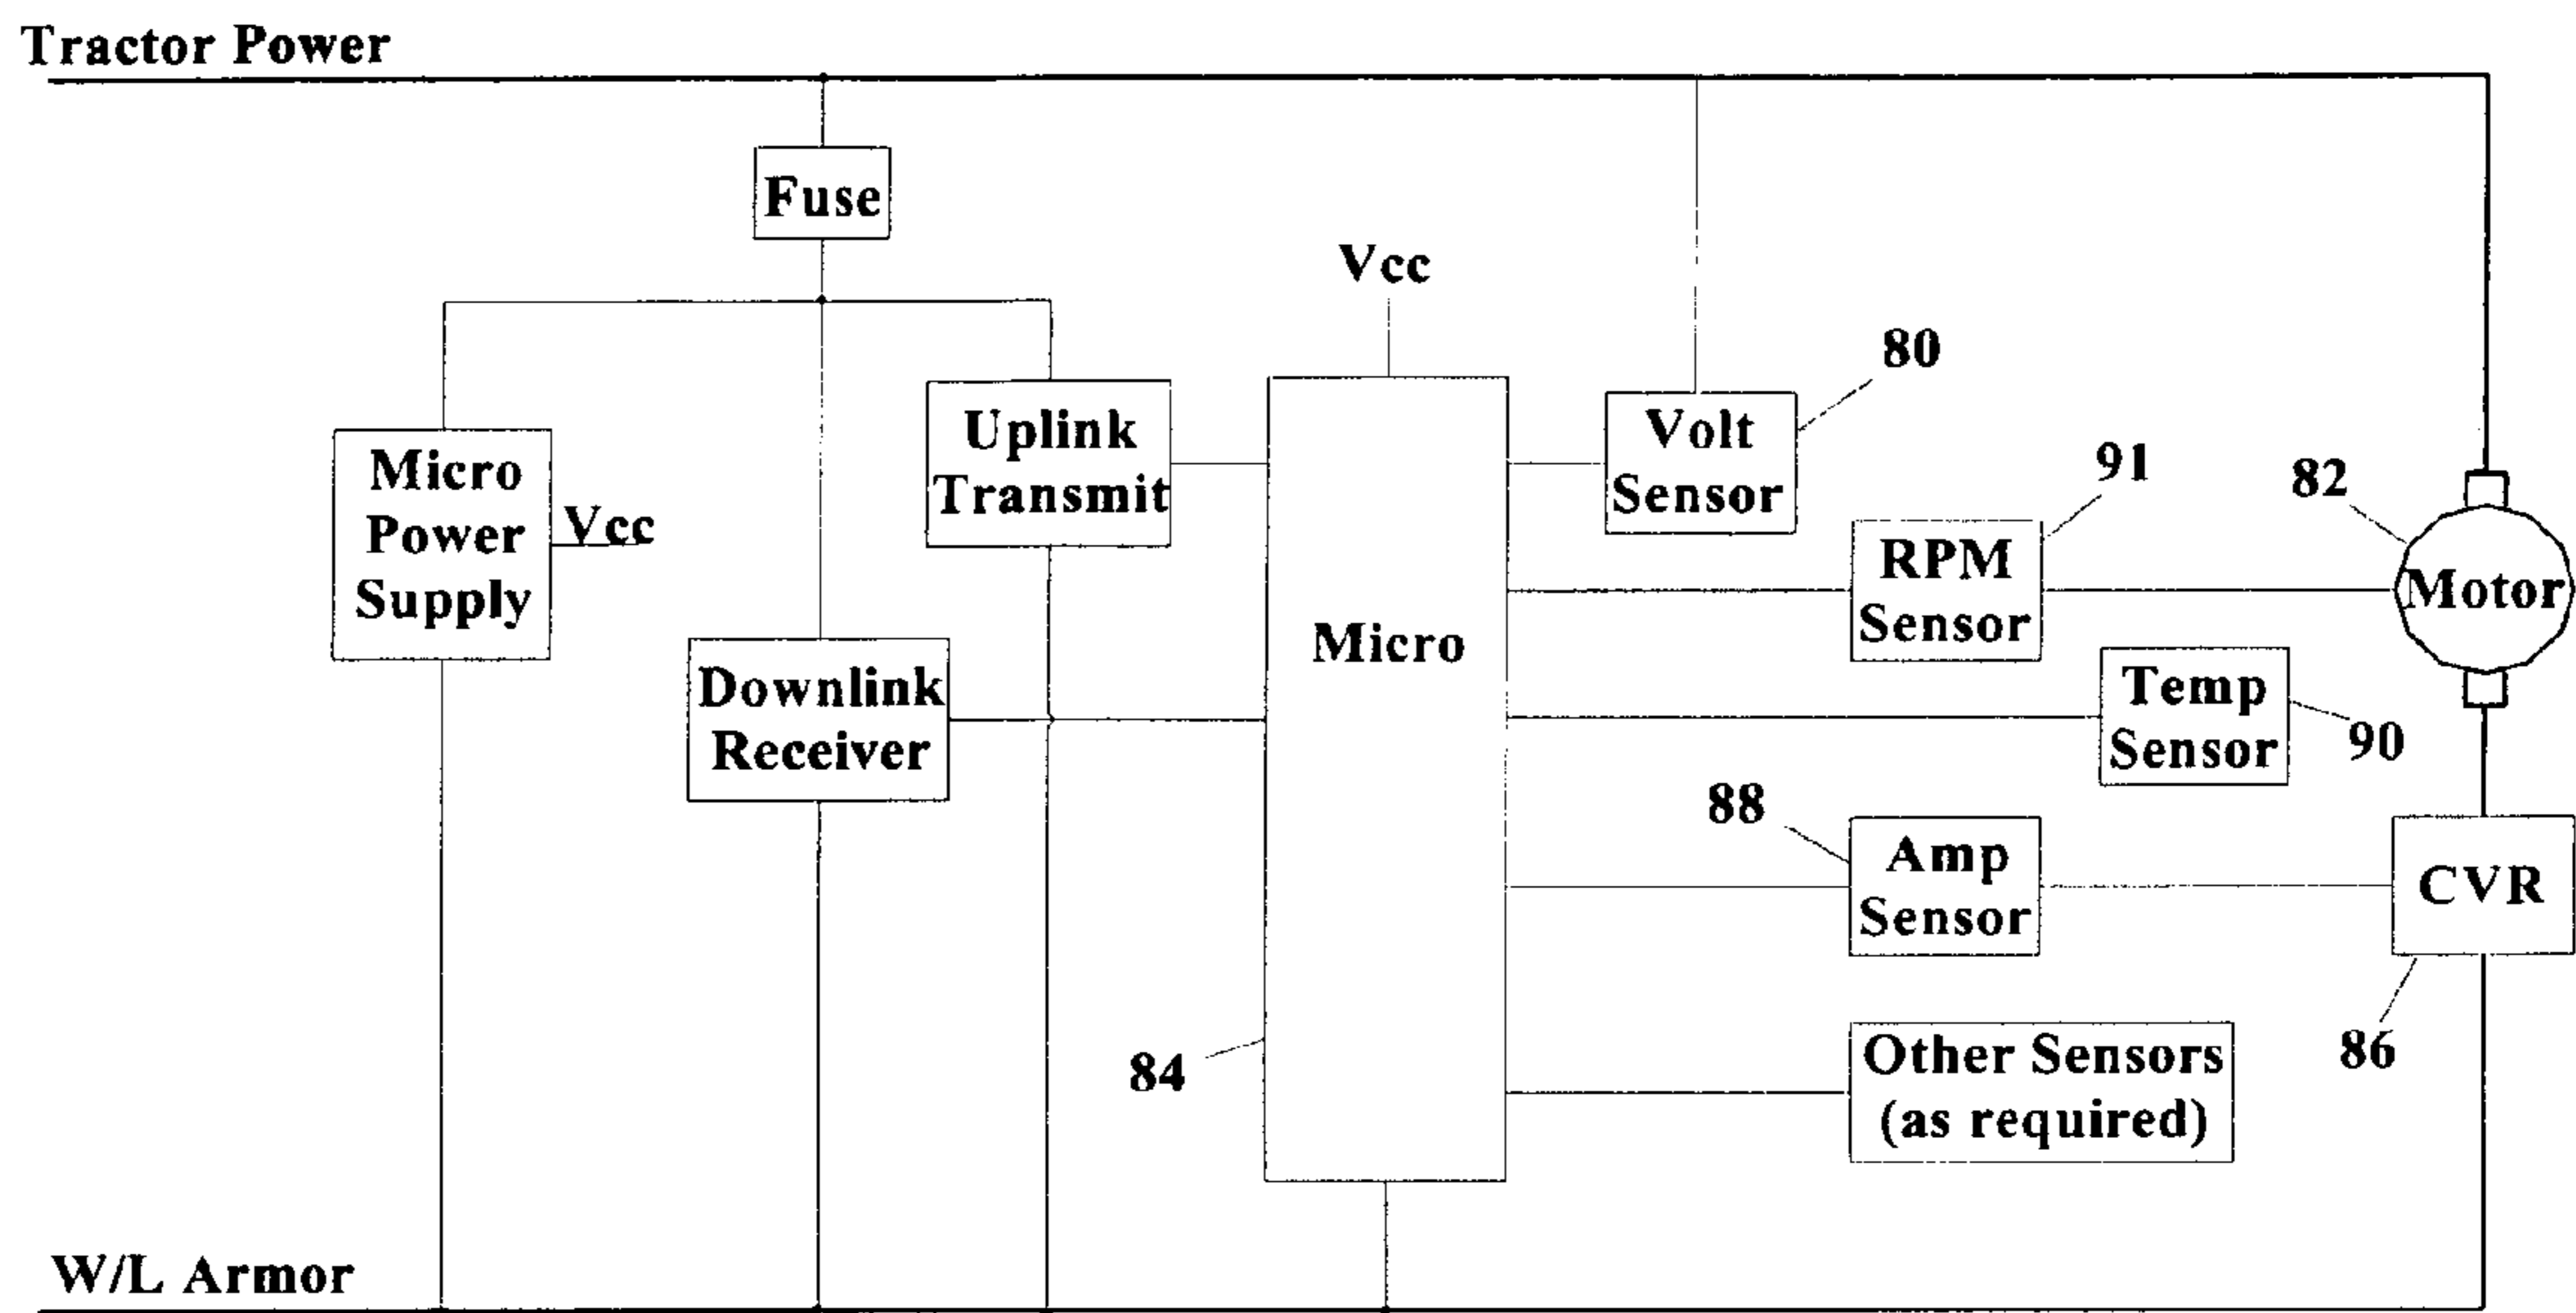 Tractor Power
Fuse
Vcc
80
Uplink
Transmit
Volt
Sensor
91
82
Micro
Power
Supply
Vcc
RPM
Sensor
Motor
Micro
Downlink
Receiver
Temp
Sensor
90
88
Amp
Sensor
CVR
84
Other Sensors
(as required)
86
W/L Armor